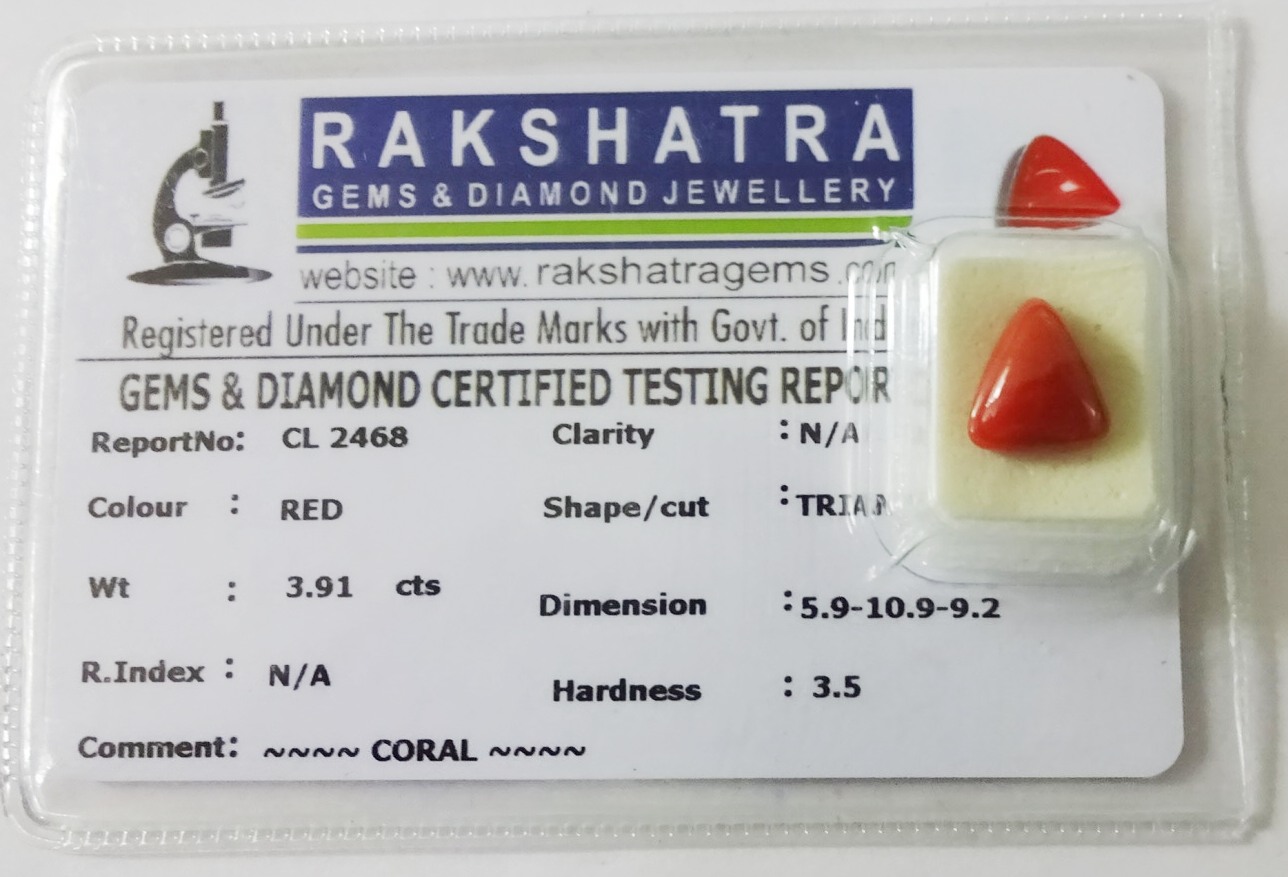 RAKSHATRA
GEMS & DIAMOND JEWELLERY
website : www. rakshatragems .com
Registered Under The Trade Marks with Govt. of India
GEMS & DIAMOND CERTIFIED TESTING REPOR
ReportNo: CL 2468 Clarity : N/A
Colour : RED Shape/cut :
Wt : 3.91 cts Dimension : 5.9-10.9-9.2
R.Index : N/A Hardness : 3.5
Comment: ~~~~ CORAL ~~~~